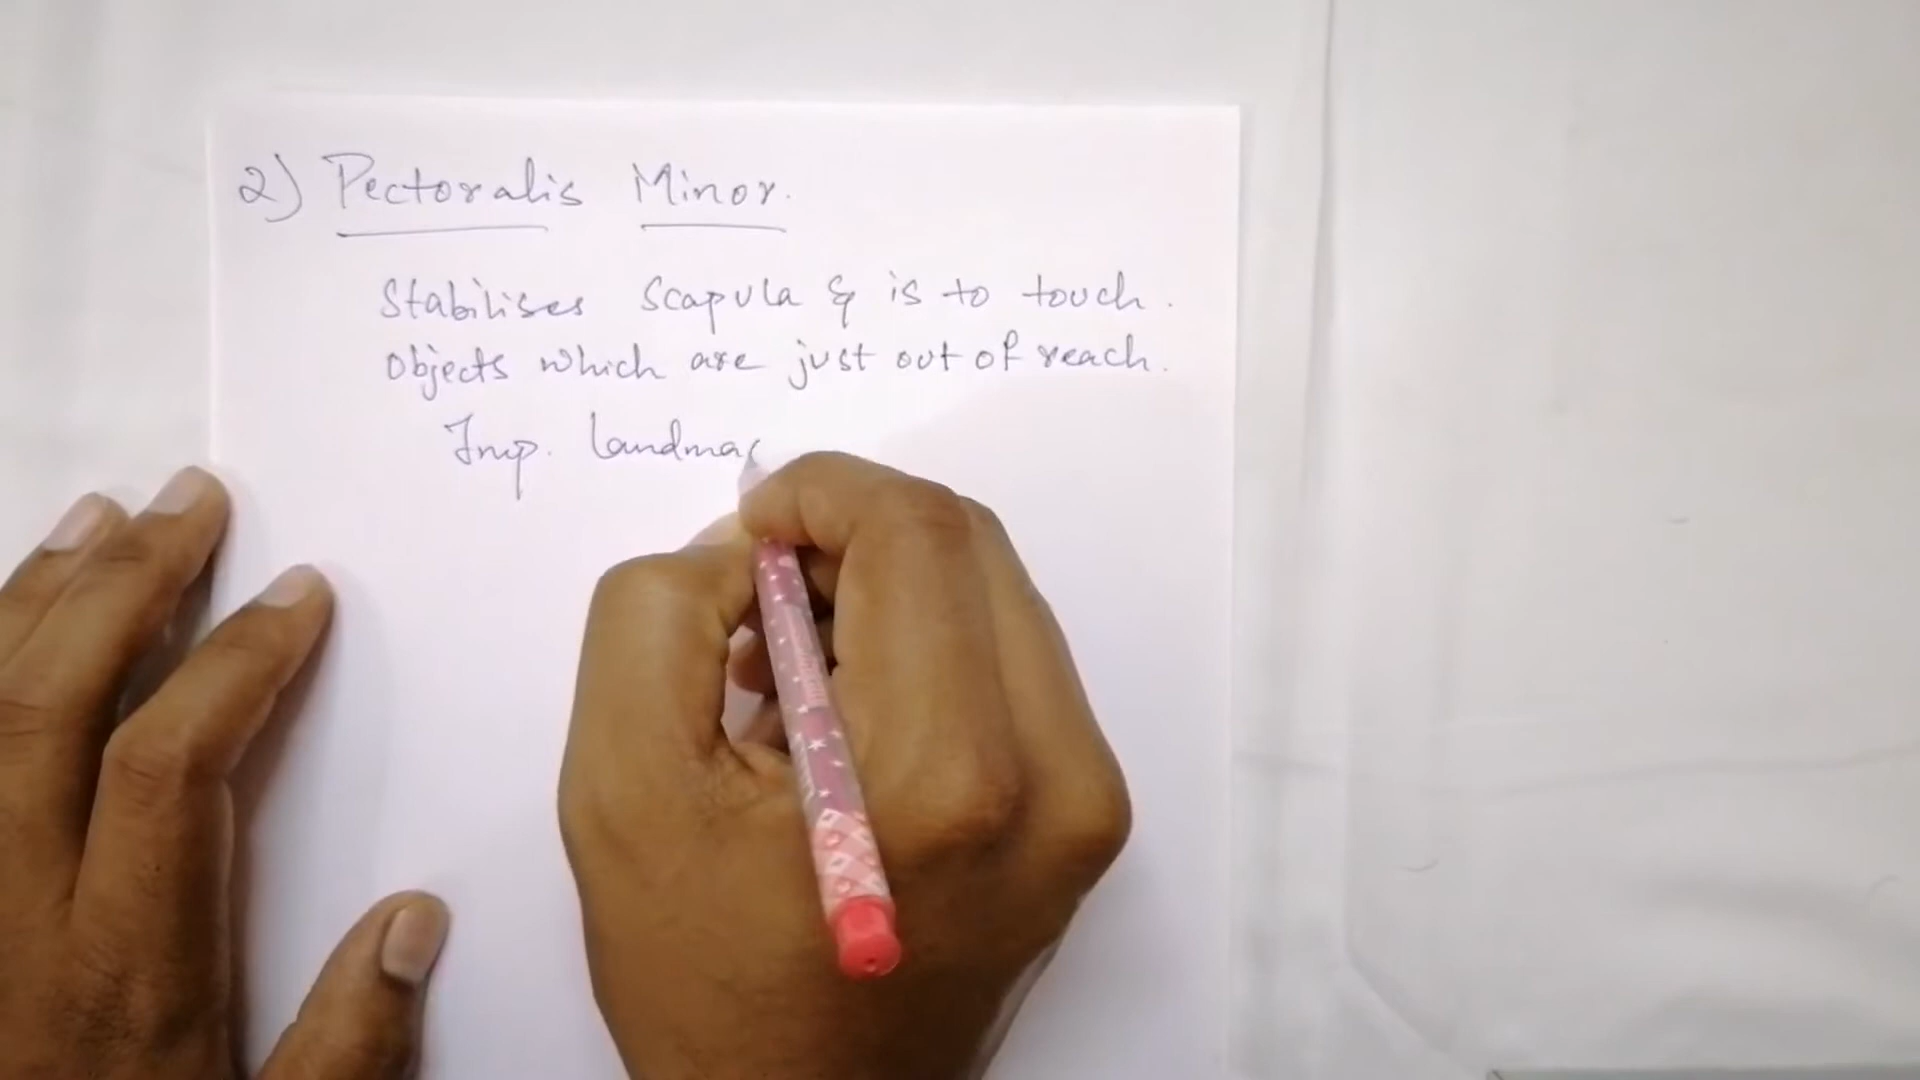 2) Pectoralis Minor.
Stabilises Scapula & is to touch.
objects which are just out of reach.
Imp. landmar